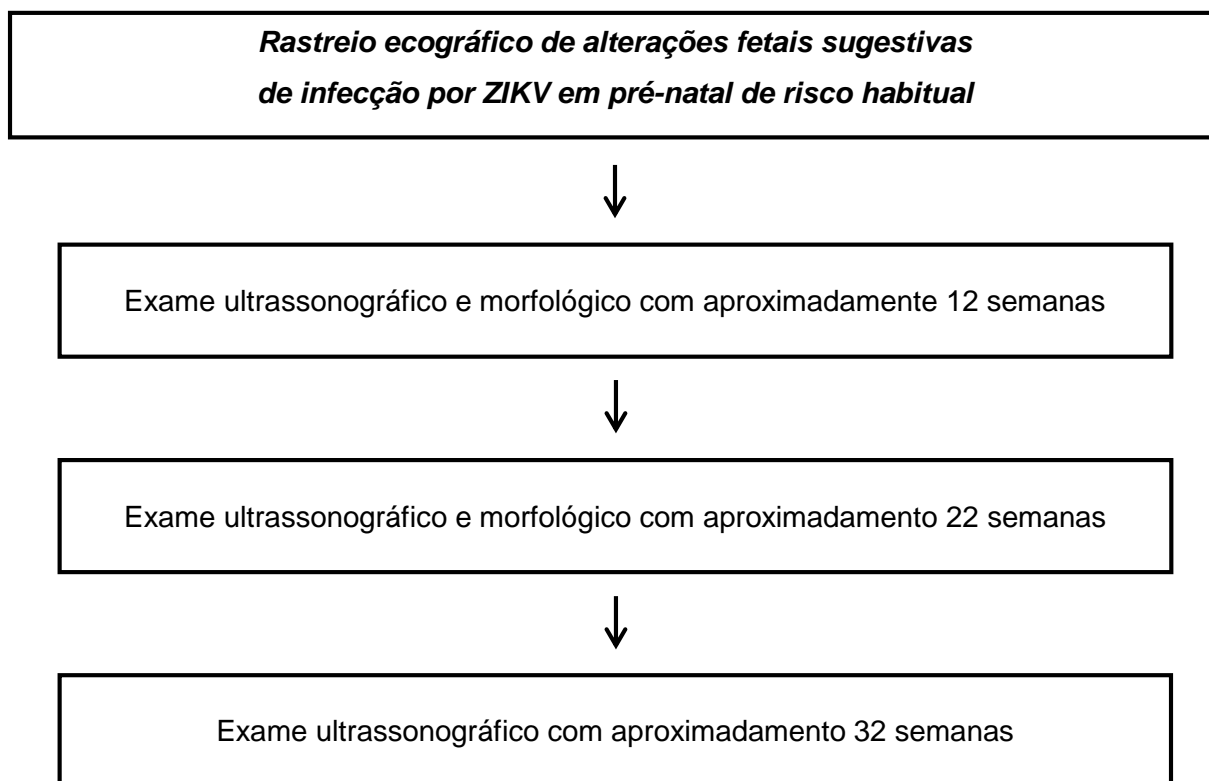 Rastreio ecográfico de alterações fetais sugestivas
de infecção por ZIKV em pré-natal de risco habitual
Exame ultrassonográfico e morfológico com aproximadamente 12 semanas
Exame ultrassonográfico e morfológico com aproximadamento 22 semanas
Exame ultrassonográfico com aproximadamento 32 semanas